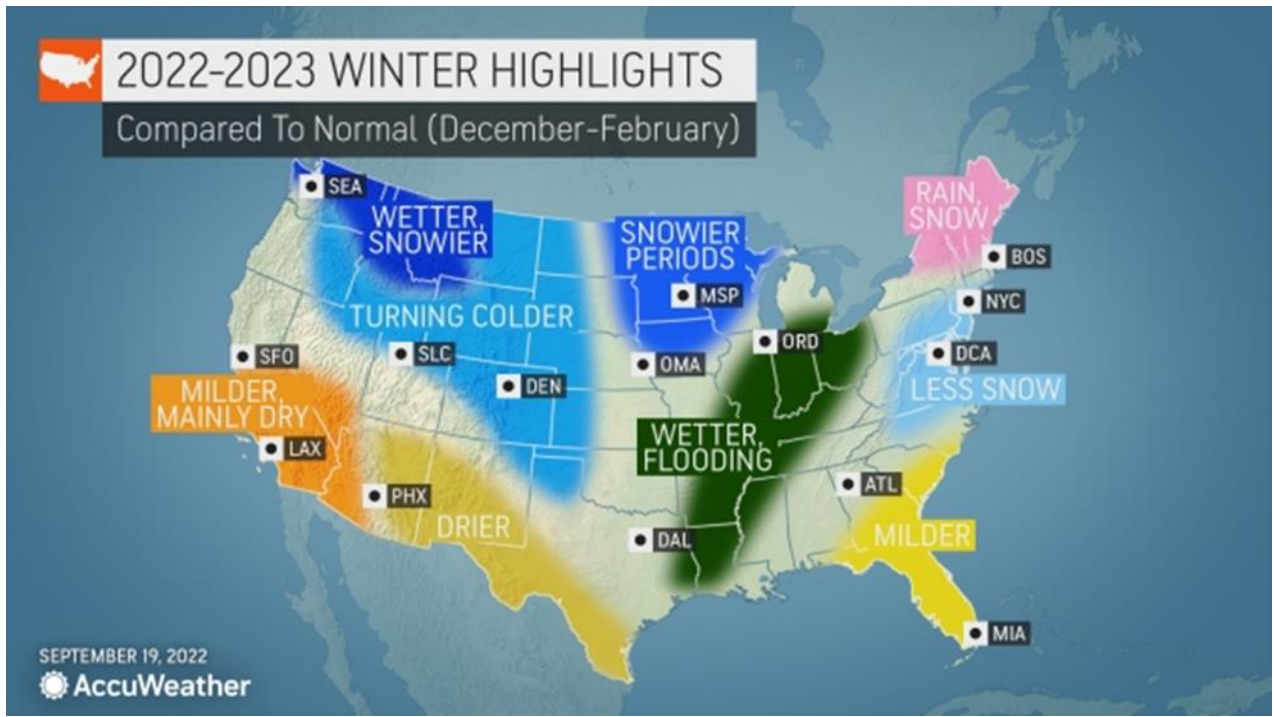 2022-2023 WINTER HIGHLIGHTS
Compared To Normal (December-February)
SEA
WETTER,
SNOWIER
SNOWIER
PERIODS
RAIN,
SNOW
BOS
MSP
NYC
TURNING COLDER
ORD
SFO
SLC
OMA
DCA
DEN
LESS SNOW
MILDER,
MAINLY DRY
LAX
WETTER,
FLOODING
PHX
ATL
DRIER
DAL
MILDER
MIA
SEPTEMBER 19, 2022
AccuWeather